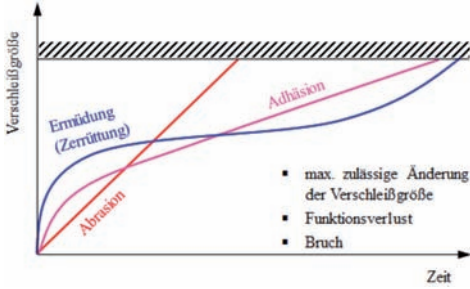 Verschleißgröße
Ermüdung
(Zerrüttung)
Adhäsion
Abrasion
▪ max. zulässige Änderung
der Verschleißgröße
▪ Funktionsverlust
▪ Bruch
Zeit